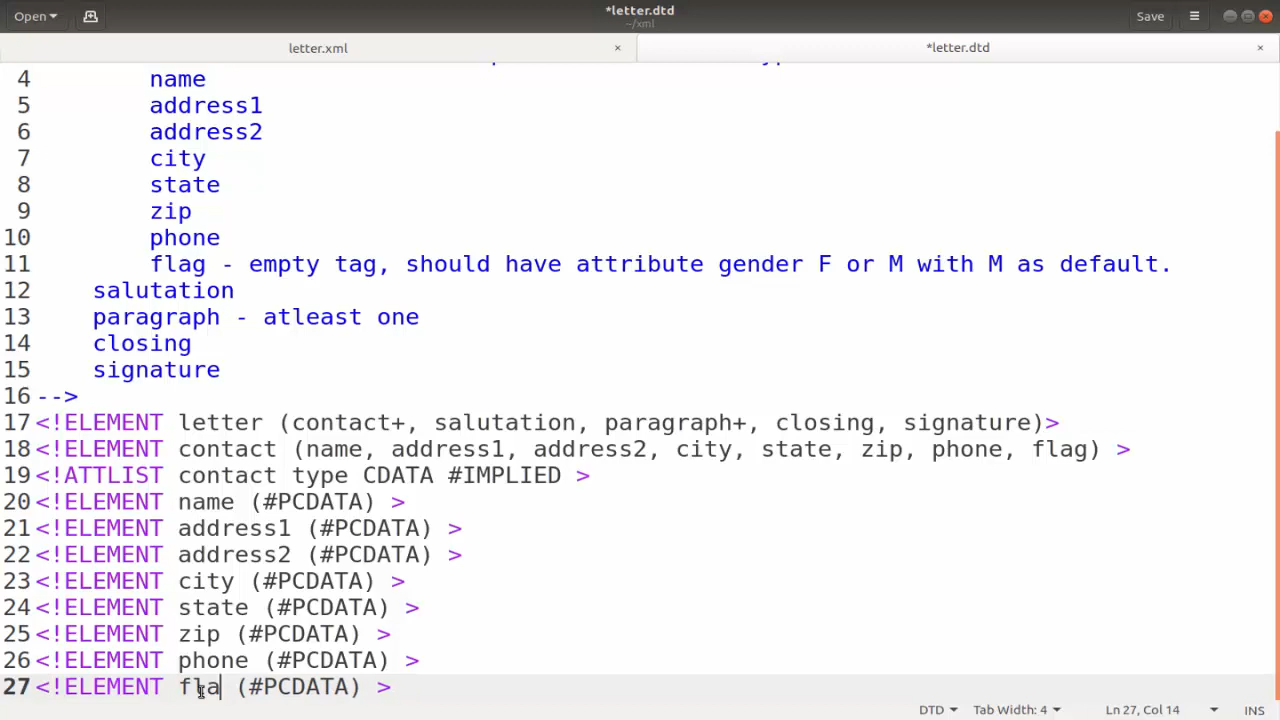 Open
*letter.dtd
~/xml
Save
letter.xml
*letter.dtd
4 name
5 address1
6 address2
7 city
8 state
9 zip
10 phone
11 flag - empty tag, should have attribute gender F or M with M as default.
12 salutation
13 paragraph - atleast one
14 closing
15 signature
16 -->
17 <!ELEMENT letter (contact+, salutation, paragraph+, closing, signature)>
18 <!ELEMENT contact (name, address1, address2, city, state, zip, phone, flag) >
19 <!ATTLIST contact type CDATA #IMPLIED >
20 <!ELEMENT name (#PCDATA) >
21 <!ELEMENT address1 (#PCDATA) >
22 <!ELEMENT address2 (#PCDATA) >
23 <!ELEMENT city (#PCDATA) >
24 <!ELEMENT state (#PCDATA) >
25 <!ELEMENT zip (#PCDATA) >
26 <!ELEMENT phone (#PCDATA) >
27 <!ELEMENT fla (#PCDATA) >
DTD Tab Width: 4 Ln 27, Col 14 INS